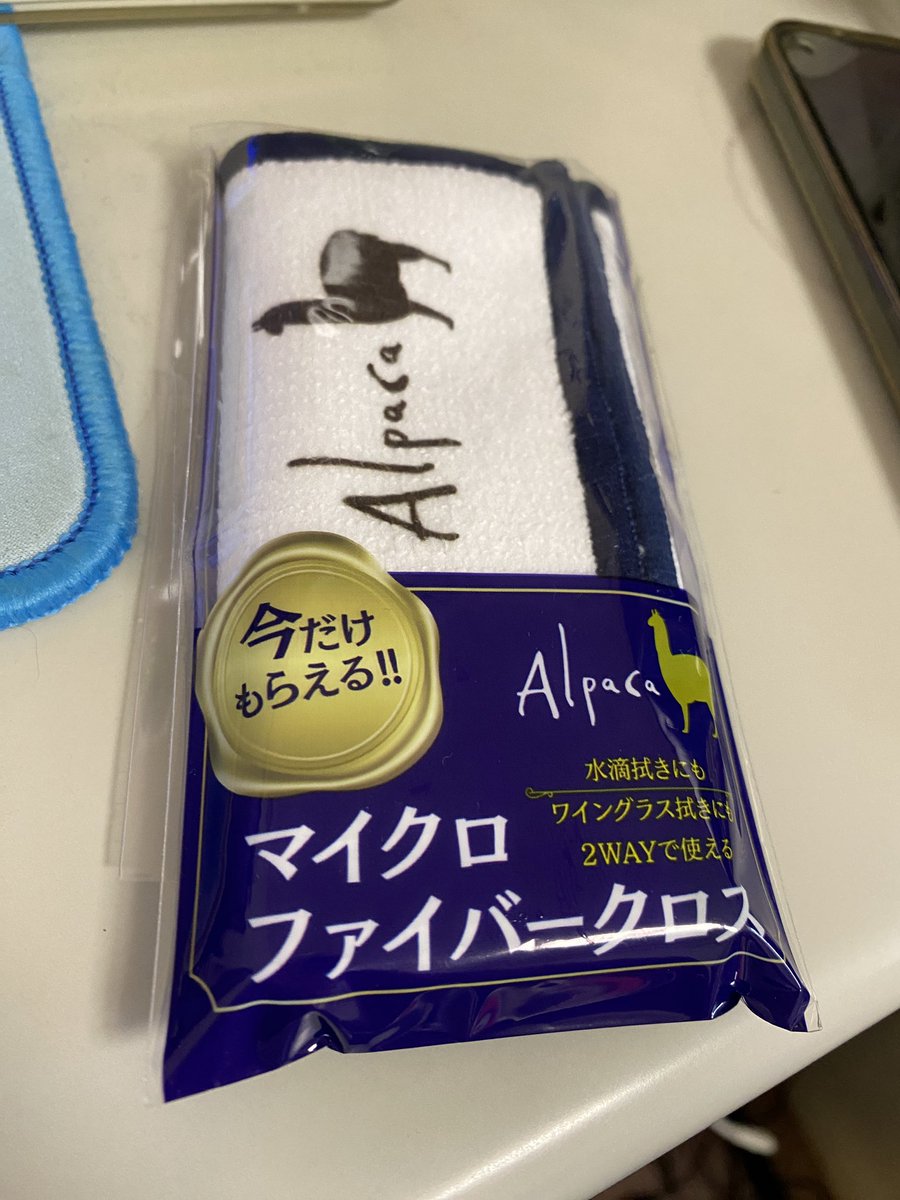 Alpaca
今だけ
もらえる!!
Alpaca
水滴拭きにも
ワイングラス拭きにも
2WAYで使える
マイクロ
ファイバークロス